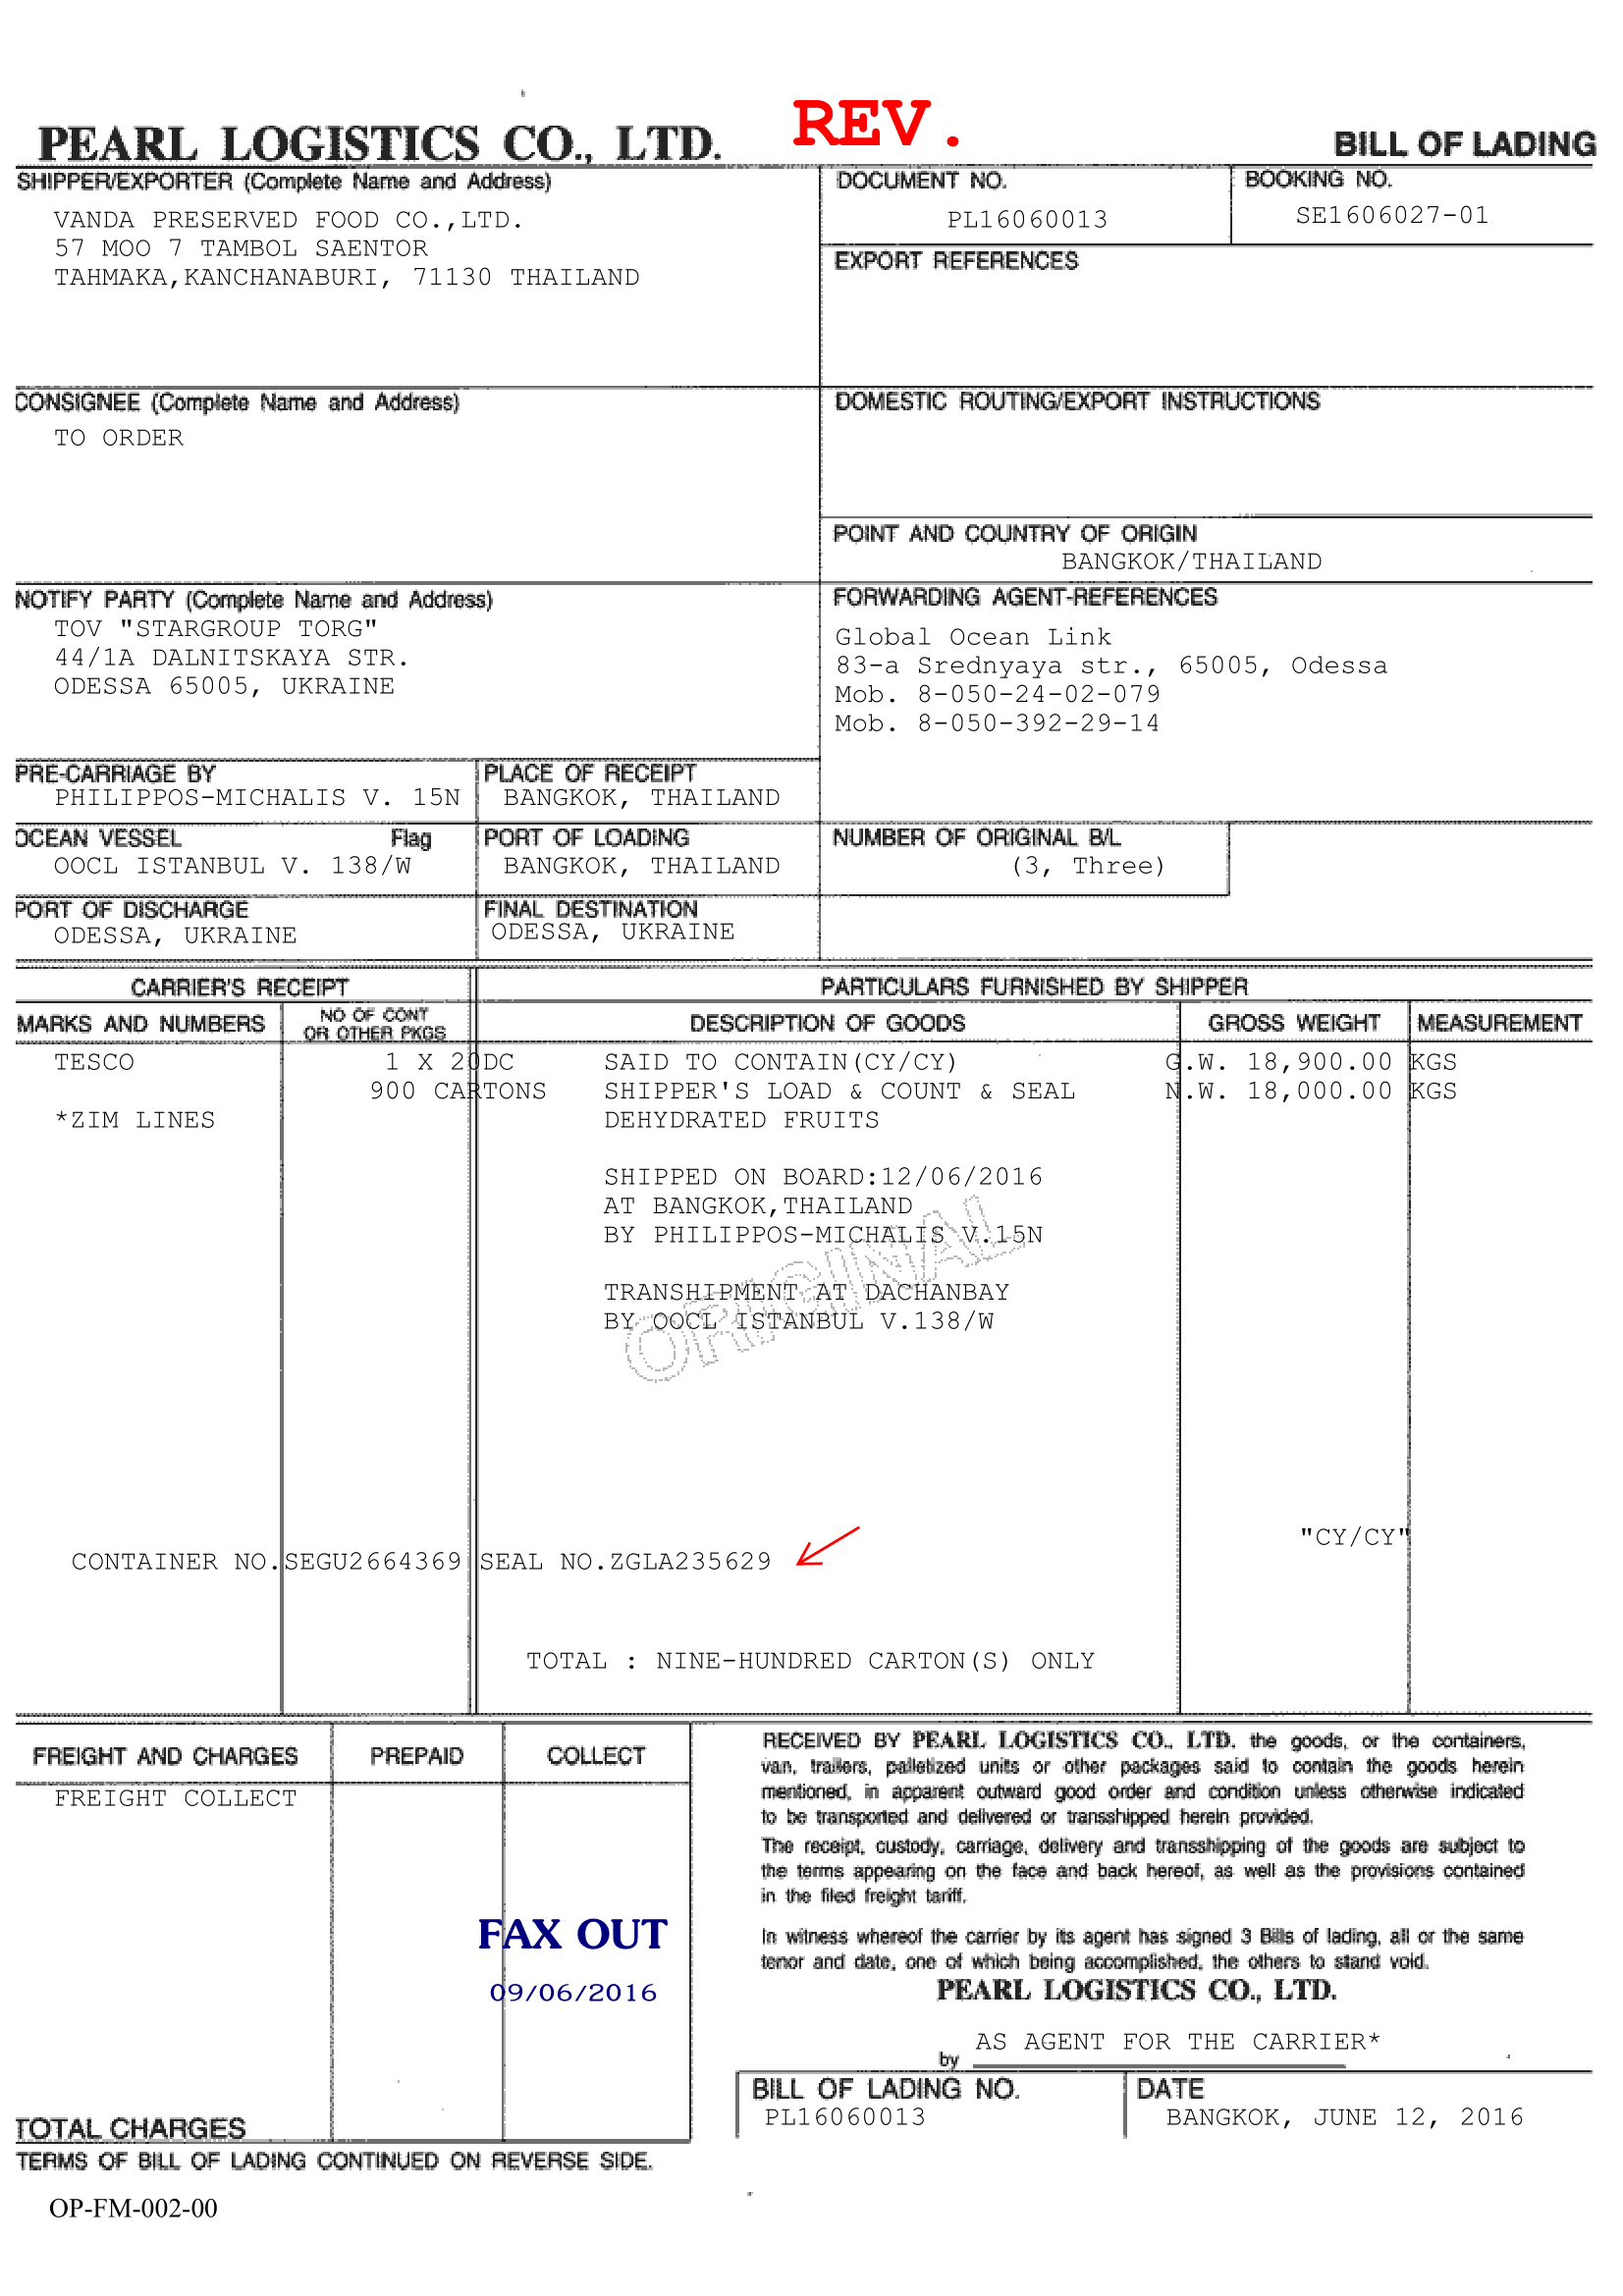 REV.
PEARL LOGISTICS CO., LTD.
BILL OF LADING
SHIPPER/EXPORTER (Complete Name and Address)
VANDA PRESERVED FOOD CO.,LTD.
57 MOO 7 TAMBOL SAENTOR
TAHMAKA,KANCHANABURI, 71130 THAILAND
DOCUMENT NO.
PL16060013
BOOKING NO.
SE1606027-01
EXPORT REFERENCES
CONSIGNEE (Complete Name and Address)
TO ORDER
DOMESTIC ROUTING/EXPORT INSTRUCTIONS
POINT AND COUNTRY OF ORIGIN
BANGKOK/THAILAND
NOTIFY PARTY (Complete Name and Address)
TOV "STARGROUP TORG"
44/1A DALNITSKAYA STR.
ODESSA 65005, UKRAINE
FORWARDING AGENT-REFERENCES
Global Ocean Link
83-a Srednyaya str., 65005, Odessa
Mob. 8-050-24-02-079
Mob. 8-050-392-29-14
PRE-CARRIAGE BY
PHILIPPOS-MICHALIS V. 15N
PLACE OF RECEIPT
BANGKOK, THAILAND
OCEAN VESSEL Flag
OOCL ISTANBUL V. 138/W
PORT OF LOADING
BANGKOK, THAILAND
NUMBER OF ORIGINAL B/L
(3, Three)
PORT OF DISCHARGE
ODESSA, UKRAINE
FINAL DESTINATION
ODESSA, UKRAINE
CARRIER'S RECEIPT
PARTICULARS FURNISHED BY SHIPPER
MARKS AND NUMBERS
NO OF CONT
OR OTHER PKGS
DESCRIPTION OF GOODS
GROSS WEIGHT
MEASUREMENT
TESCO 1 X 20DC SAID TO CONTAIN(CY/CY) G.W. 18,900.00 KGS
900 CARTONS SHIPPER'S LOAD & COUNT & SEAL N.W. 18,000.00 KGS
*ZIM LINES DEHYDRATED FRUITS
SHIPPED ON BOARD:12/06/2016
AT BANGKOK,THAILAND
BY PHILIPPOS-MICHALIS V.15N
TRANSHIPMENT AT DACHANBAY
BY OOCL ISTANBUL V.138/W
ORIGINAL
"CY/CY"
CONTAINER NO.SEGU2664369 SEAL NO.ZGLA235629
TOTAL : NINE-HUNDRED CARTON(S) ONLY
FREIGHT AND CHARGES PREPAID COLLECT
FREIGHT COLLECT
FAX OUT
09/06/2016
TOTAL CHARGES
RECEIVED BY PEARL LOGISTICS CO., LTD. the goods, or the containers,
van, trailers, palletized units or other packages said to contain the goods herein
mentioned, in apparent outward good order and condition unless otherwise indicated
to be transported and delivered or transshipped herein provided.
The receipt, custody, carriage, delivery and transshipping of the goods are subject to
the terms appearing on the face and back hereof, as well as the provisions contained
in the filed freight tariff.
In witness whereof the carrier by its agent has signed 3 Bills of lading, all or the same
tenor and date, one of which being accomplished, the others to stand void.
PEARL LOGISTICS CO., LTD.
by AS AGENT FOR THE CARRIER*
BILL OF LADING NO.
PL16060013
DATE
BANGKOK, JUNE 12, 2016
TERMS OF BILL OF LADING CONTINUED ON REVERSE SIDE.
OP-FM-002-00